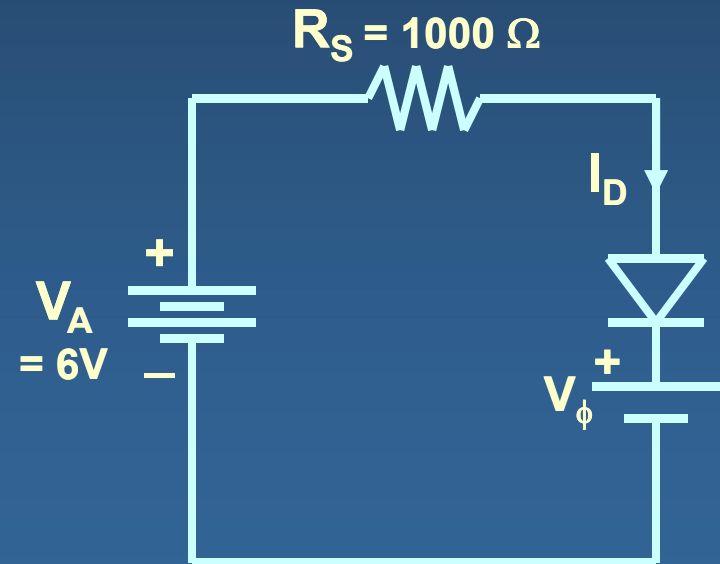 R_S = 1000 Ω
I_D
+
V_A
= 6V
–
+
V_ϕ